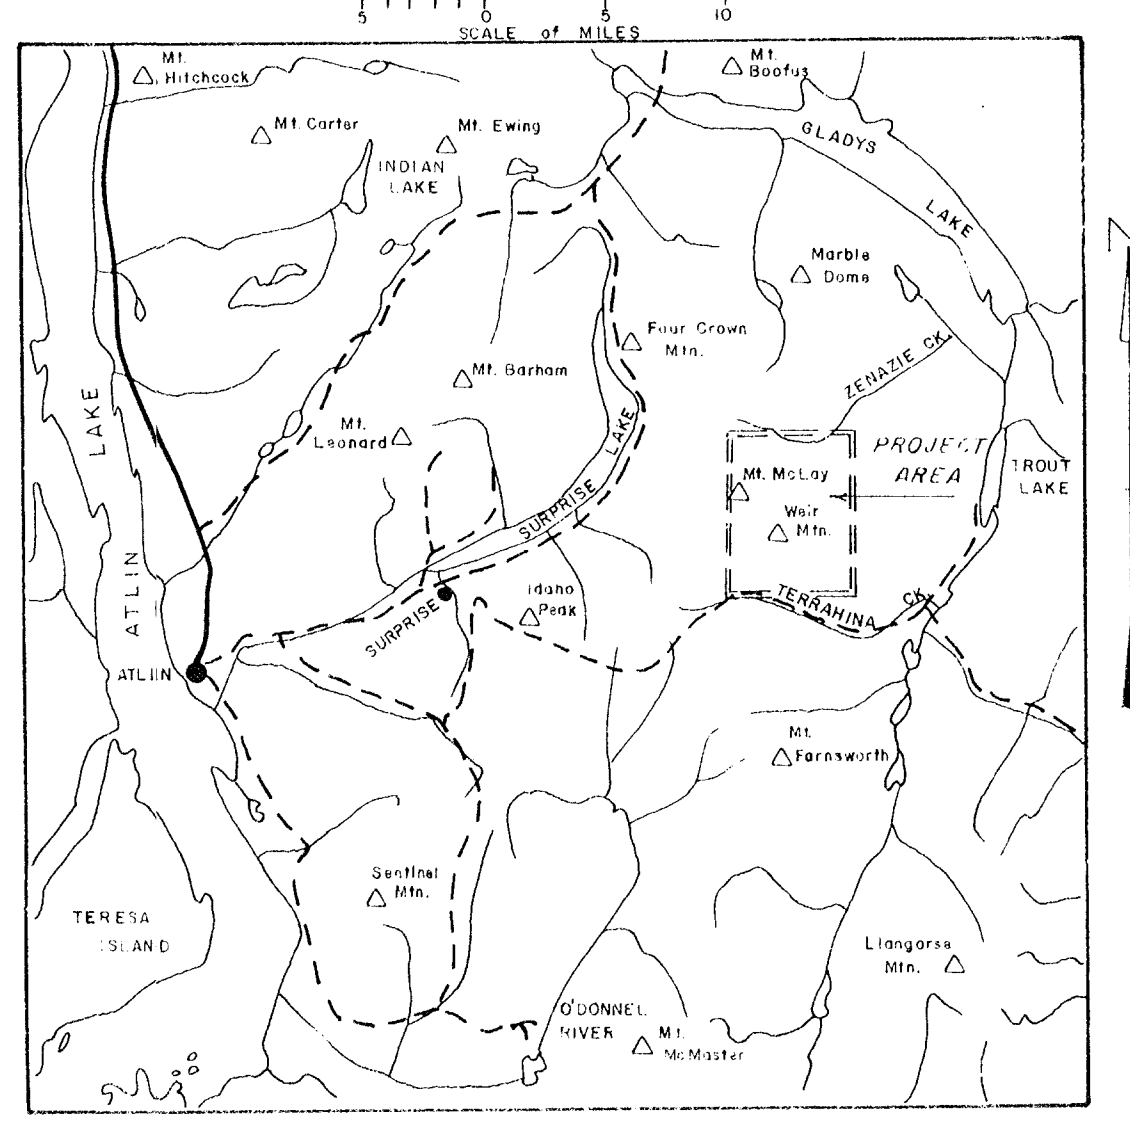 5 0 5 10
SCALE of MILES
Mt.
Hitchcock
Mt.
Boofus
Mt. Carter
Mt. Ewing
GLADYS
LAKE
INDIAN
LAKE
Marble
Dome
Four Crown
Mtn.
ZENAZIE CK.
Mt. Barham
LAKE
ATLIN
Mt.
Leonard
SURPRISE
LAKE
PROJECT
AREA
Mt. McLay
Weir
Mtn.
TROUT
LAKE
Idaho
Peak
SURPRISE
TERRAHINA CK.
ATLIN
Mt.
Farnsworth
Sentinel
Mtn.
TERESA
ISLAND
Llangorse
Mtn.
O'DONNEL
RIVER
Mt.
McMaster